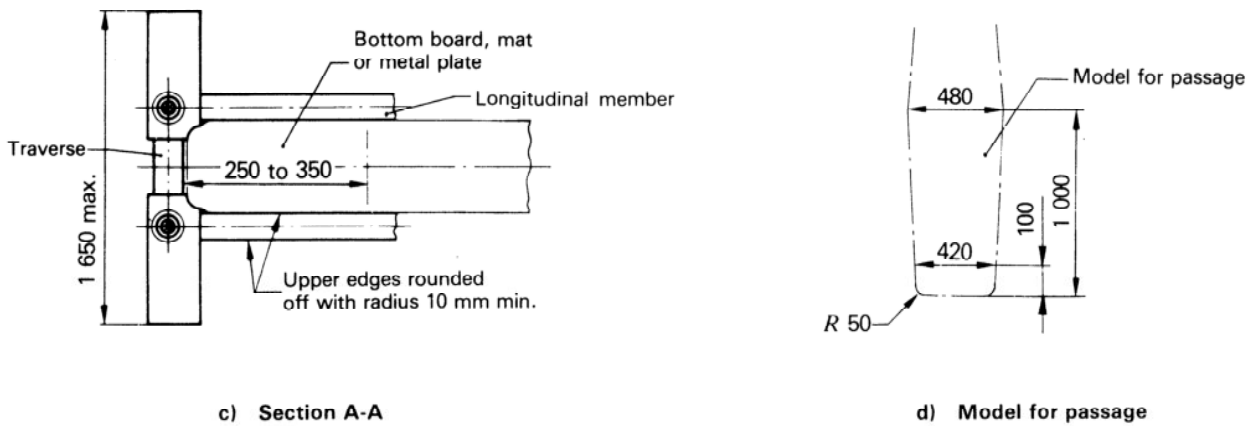 Bottom board, mat
or metal plate
Longitudinal member
Traverse
250 to 350
1 650 max.
Upper edges rounded
off with radius 10 mm min.
c) Section A-A
Model for passage
480
1 000
100
420
R 50
d) Model for passage